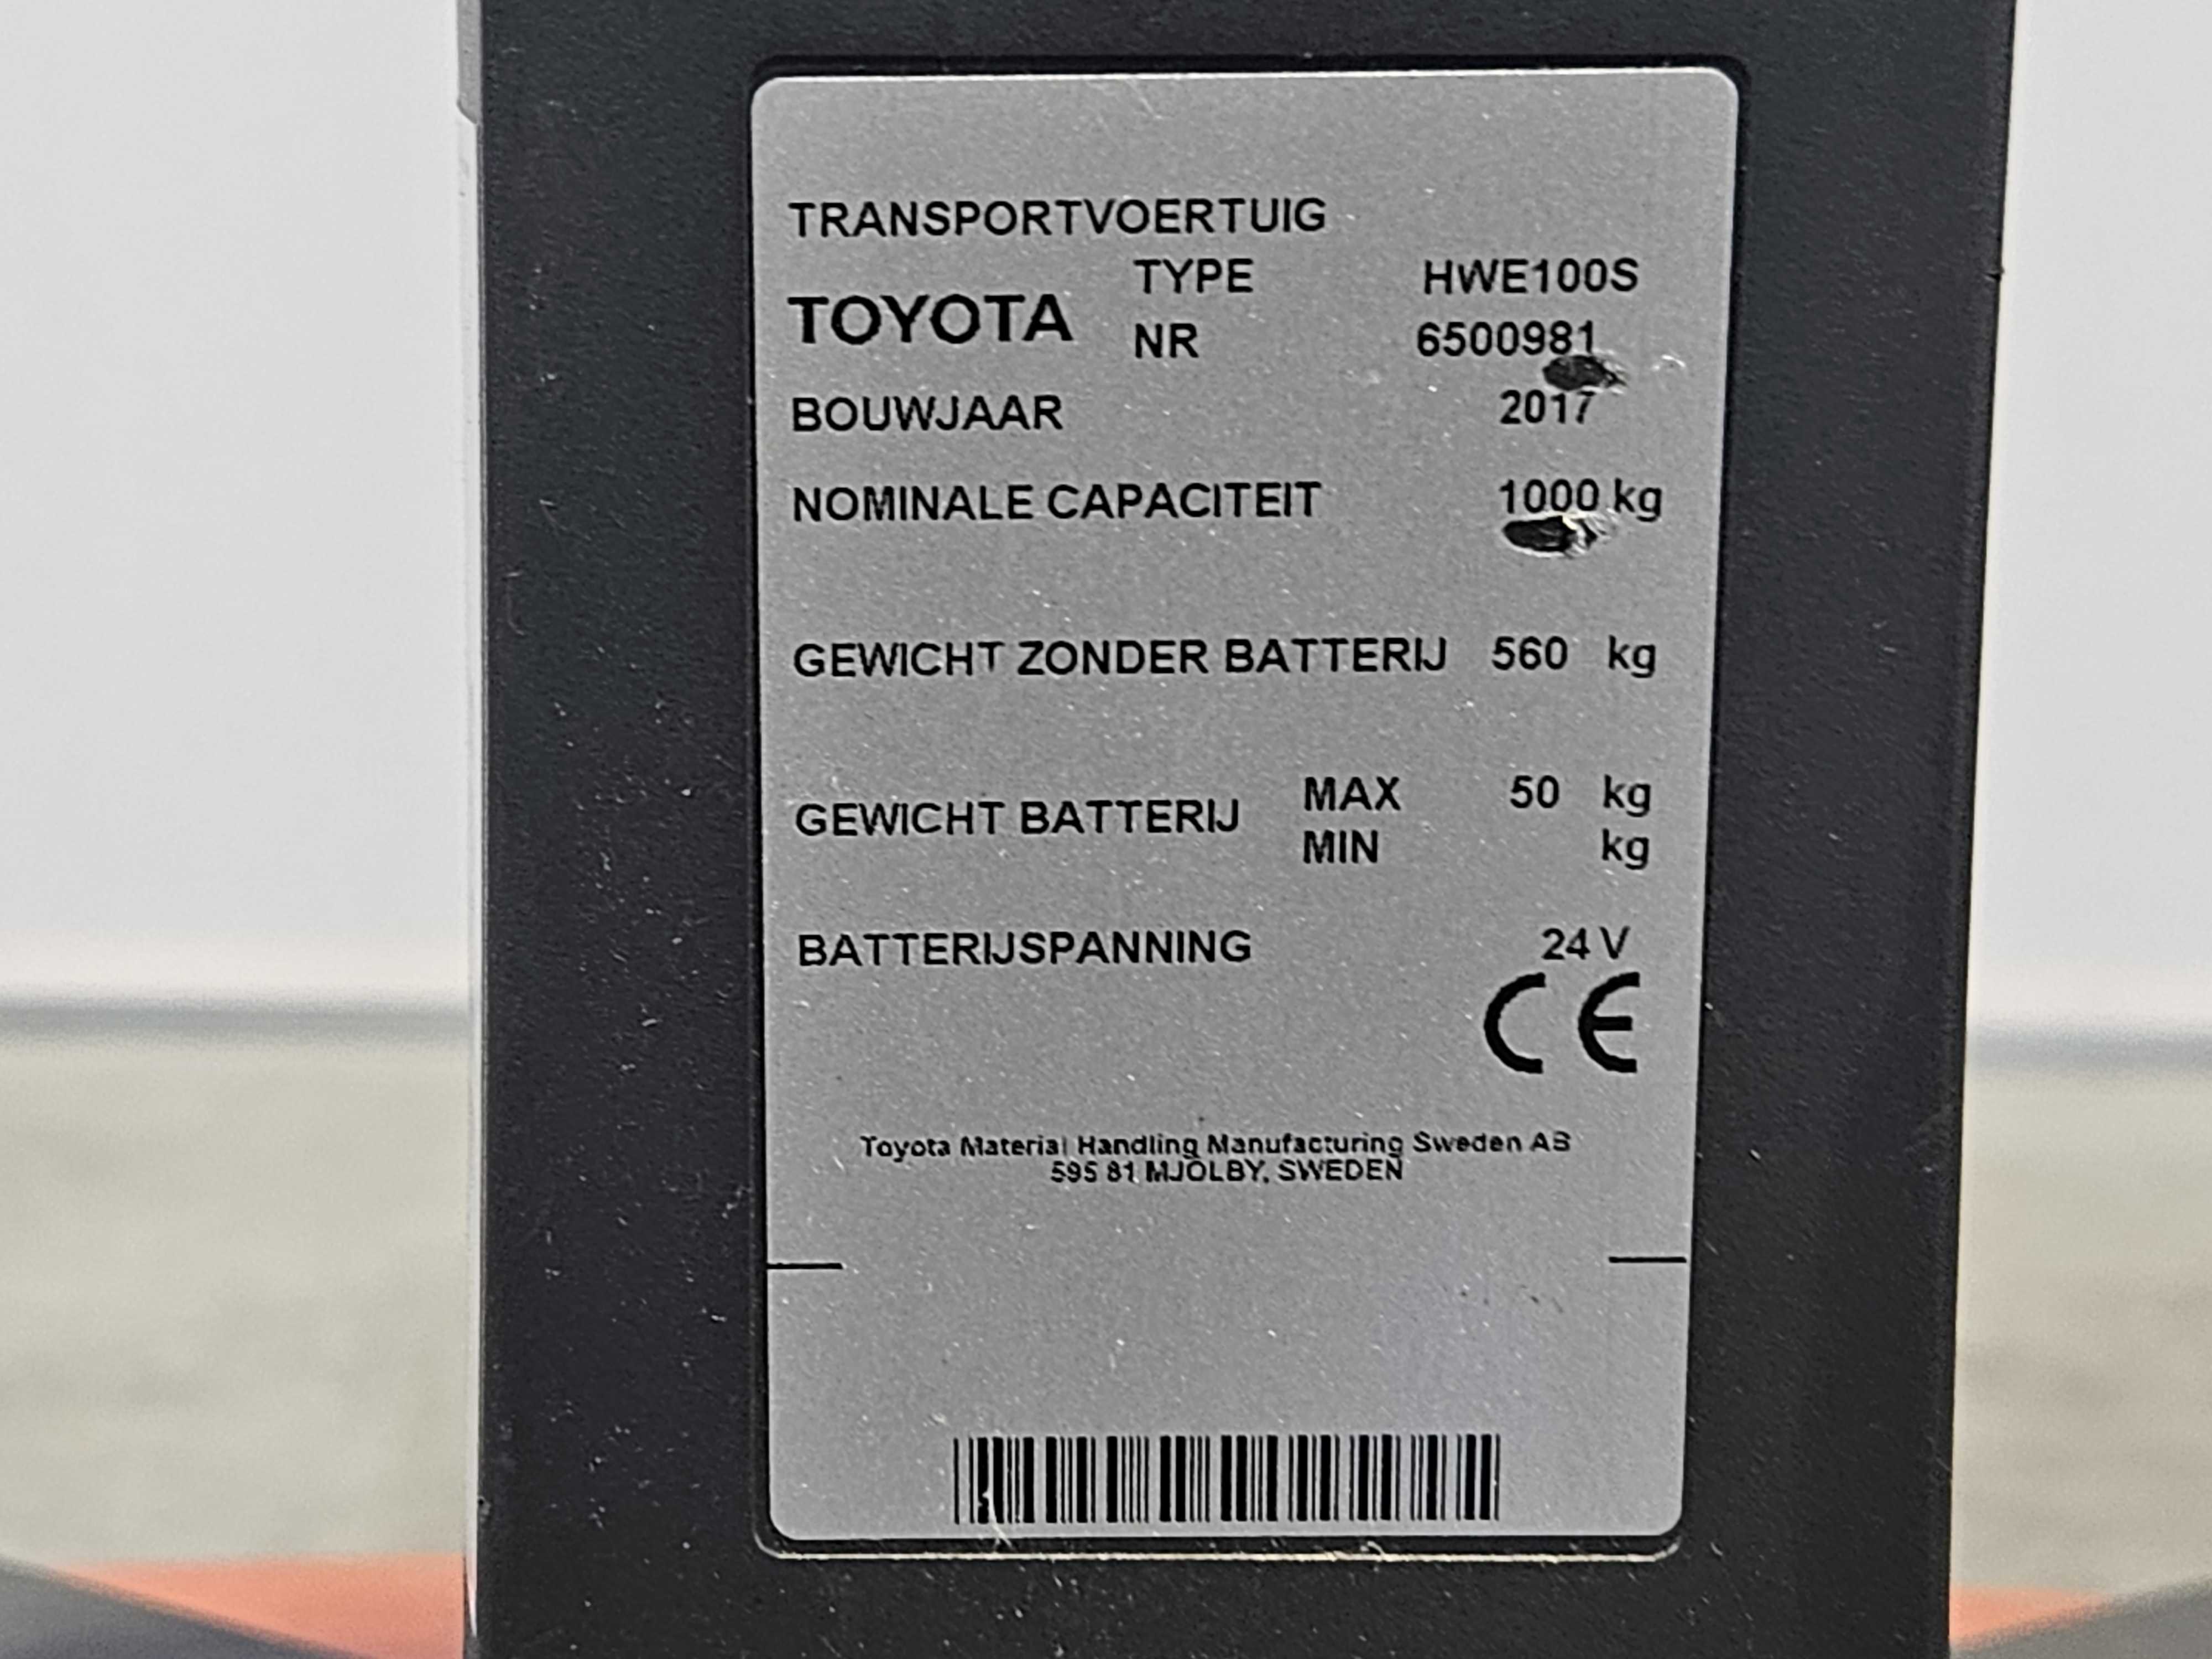 TRANSPORTVOERTUIG
TOYOTA TYPE HWE100S
NR 6500981
BOUWJAAR 2017
NOMINALE CAPACITEIT 1000 kg
GEWICHT ZONDER BATTERIJ 560 kg
GEWICHT BATTERIJ MAX 50 kg
MIN kg
BATTERIJSPANNING 24 V
CE
Toyota Material Handling Manufacturing Sweden AB
595 81 MJOLBY, SWEDEN